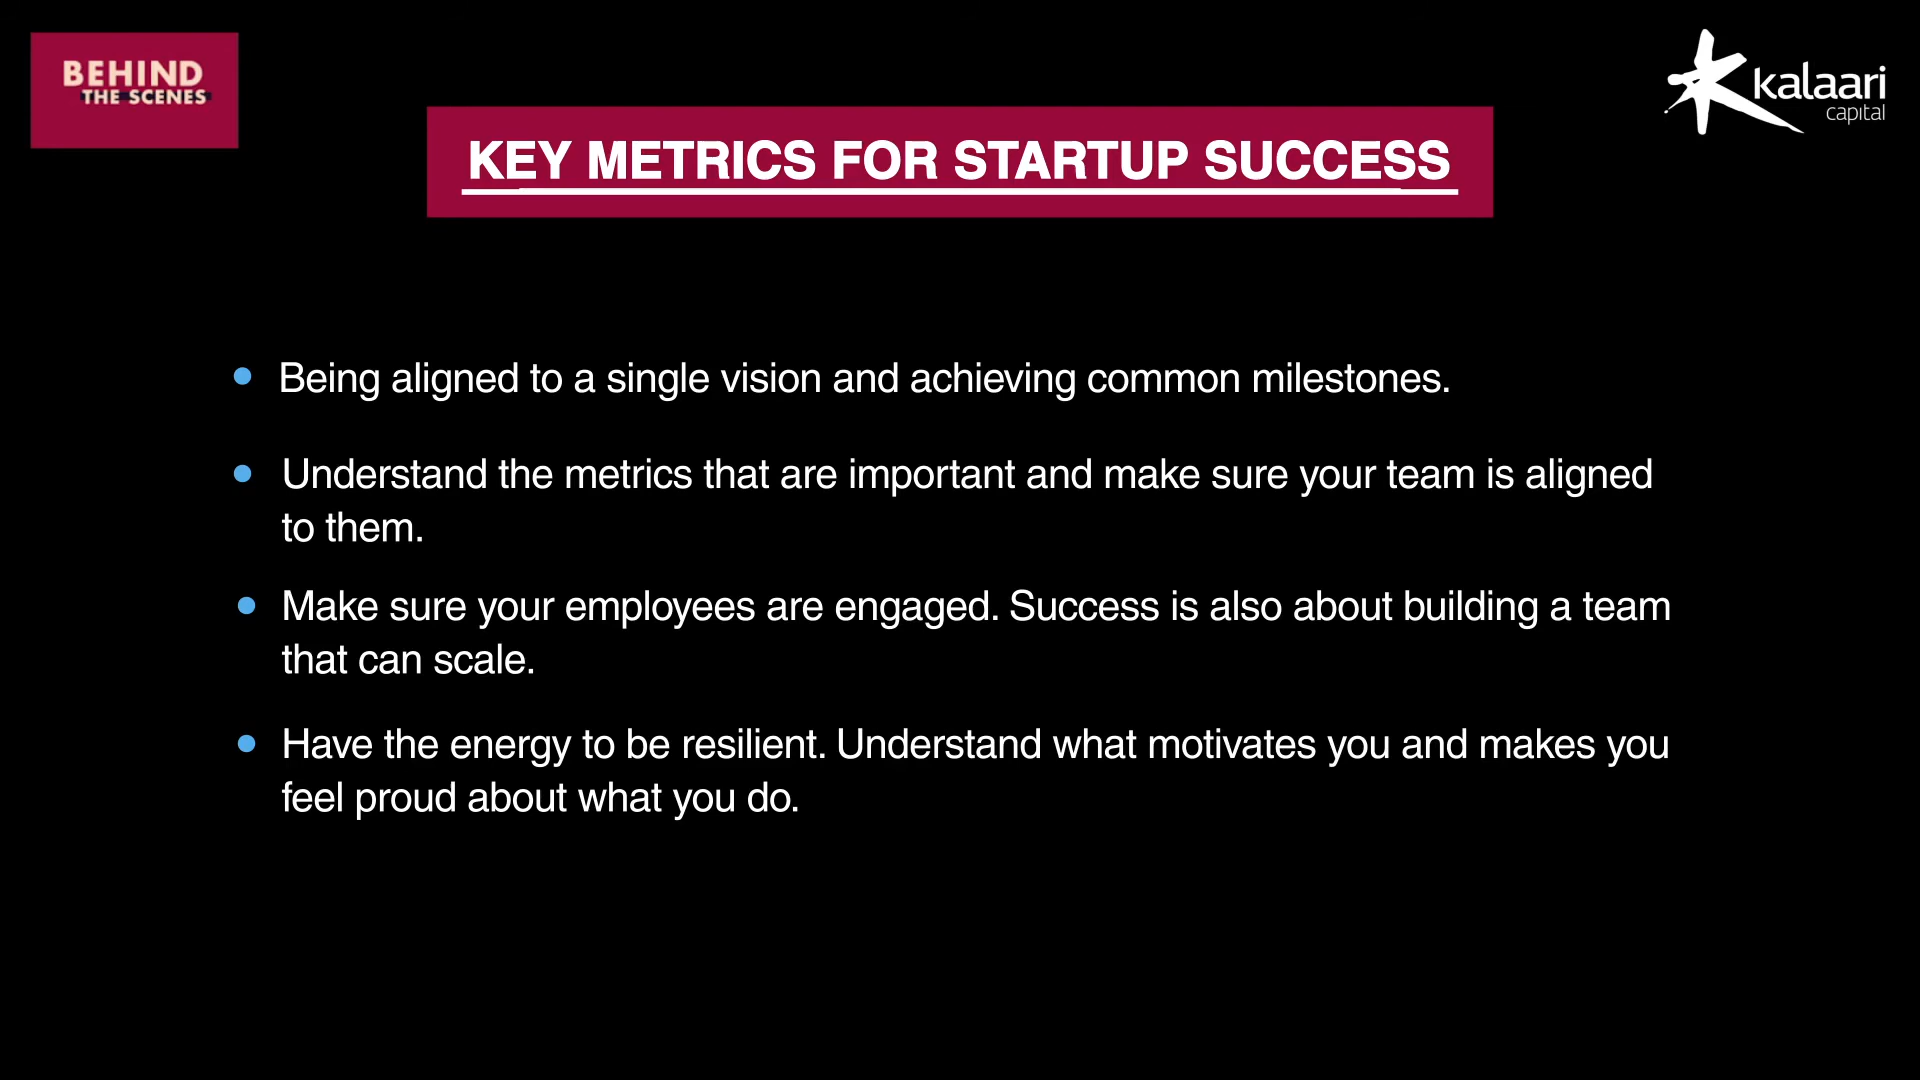 BEHIND
THE SCENES
kalaari
capital
KEY METRICS FOR STARTUP SUCCESS
Being aligned to a single vision and achieving common milestones.
Understand the metrics that are important and make sure your team is aligned
to them.
Make sure your employees are engaged. Success is also about building a team
that can scale.
Have the energy to be resilient. Understand what motivates you and makes you
feel proud about what you do.